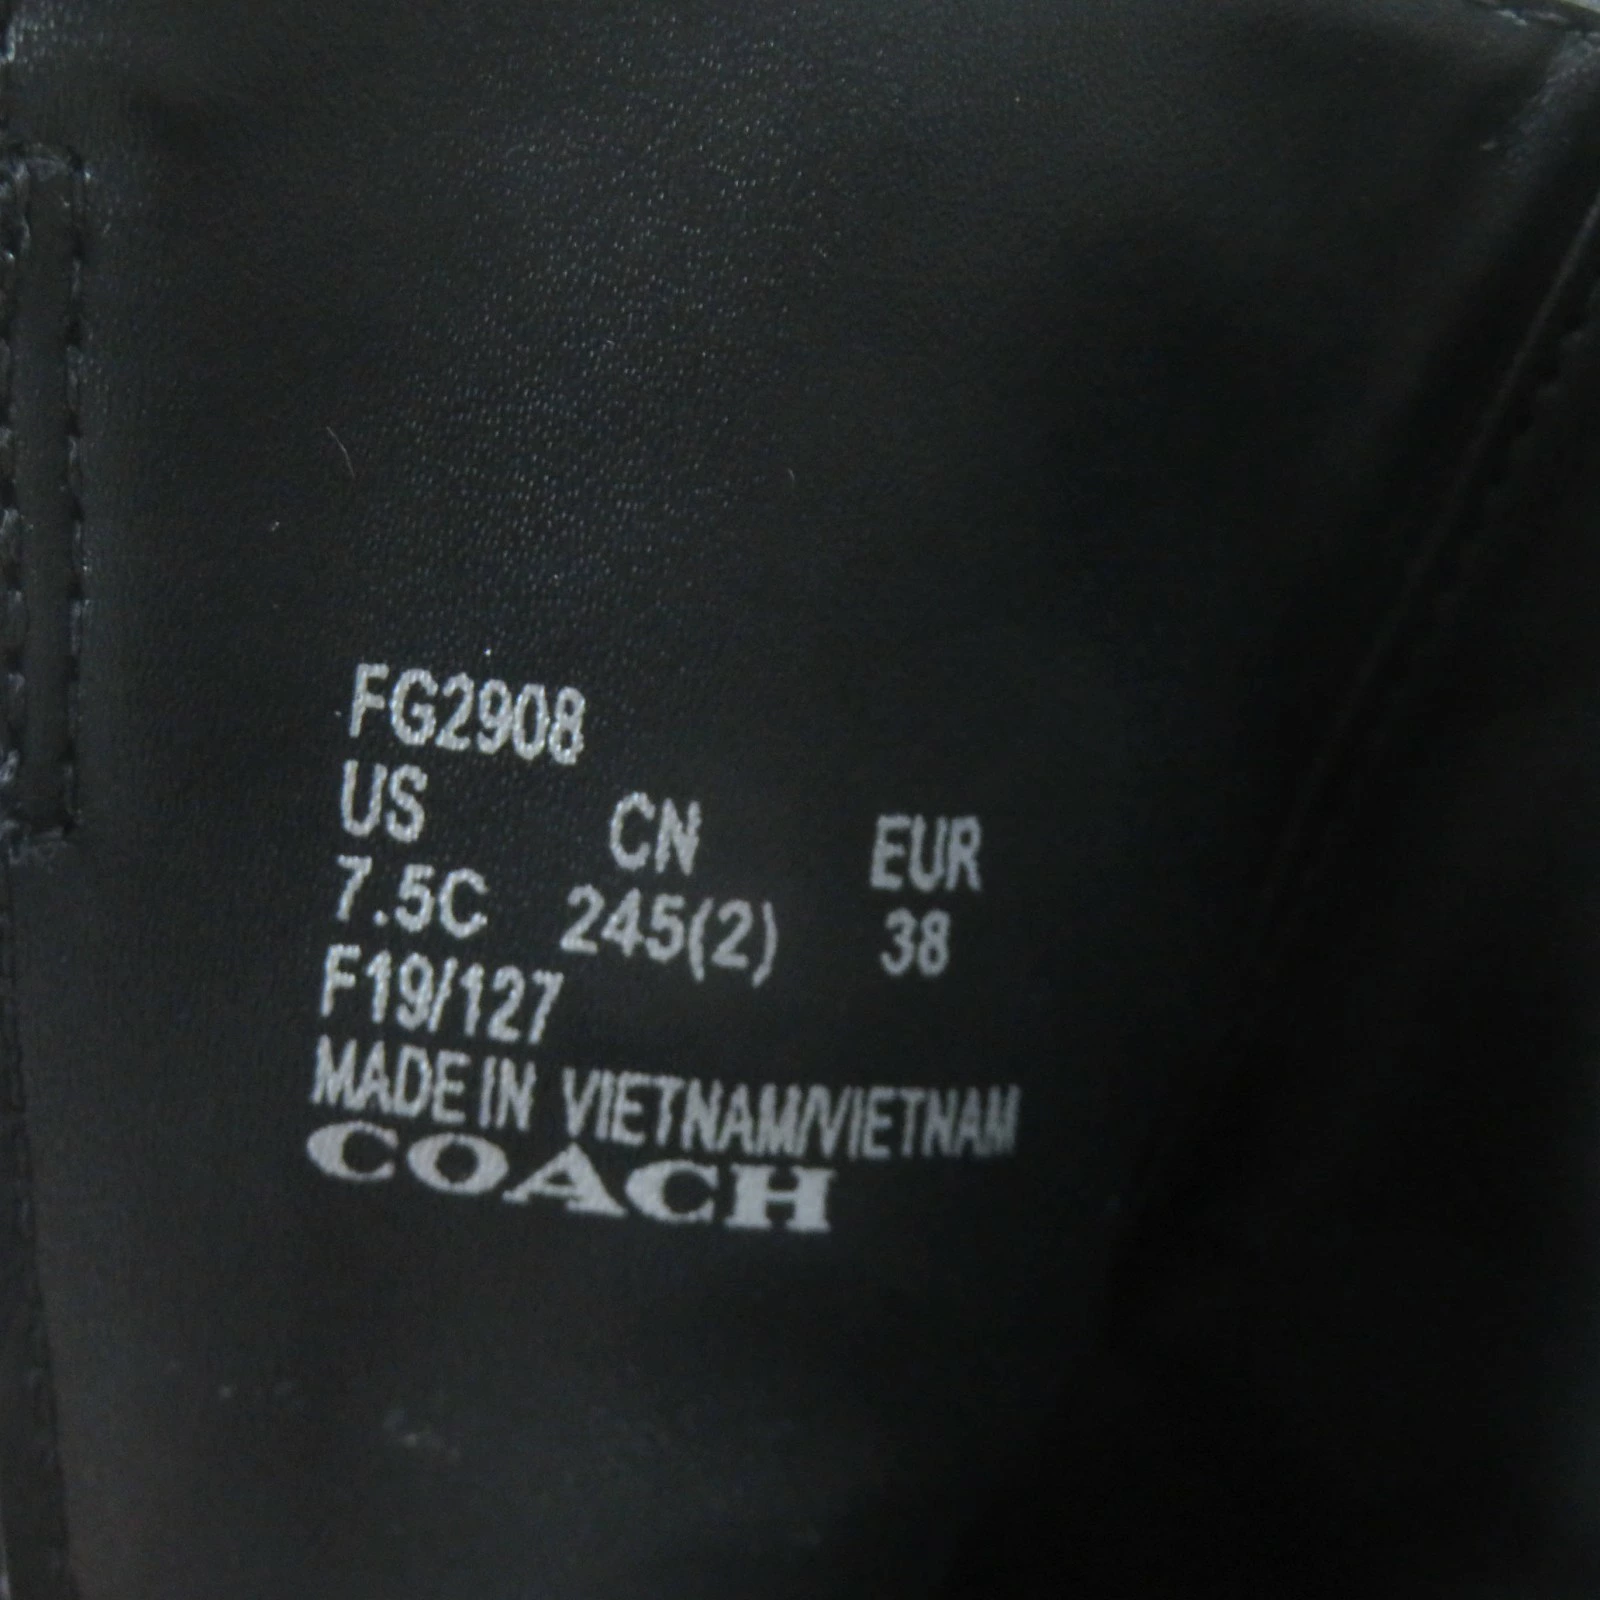 FG2908
US CN EUR
7.5C 245(2) 38
F19/127
MADE IN VIETNAM/VIETNAM
COACH